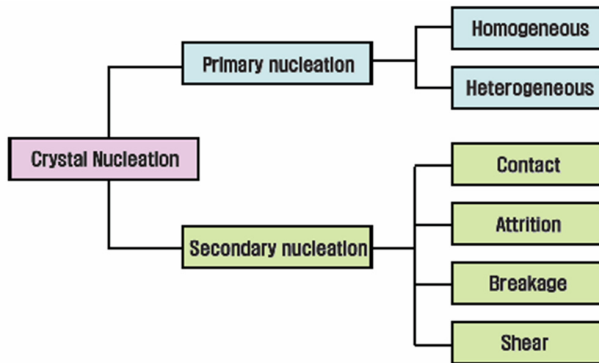 Homogeneous
Primary nucleation
Heterogeneous
Crystal Nucleation
Contact
Attrition
Secondary nucleation
Breakage
Shear